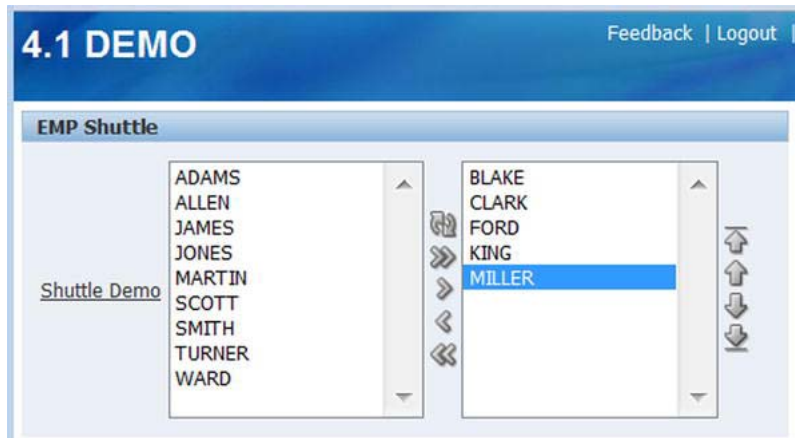 4.1 DEMO
Feedback | Logout |
EMP Shuttle
Shuttle Demo
ADAMS
ALLEN
JAMES
JONES
MARTIN
SCOTT
SMITH
TURNER
WARD
BLAKE
CLARK
FORD
KING
MILLER